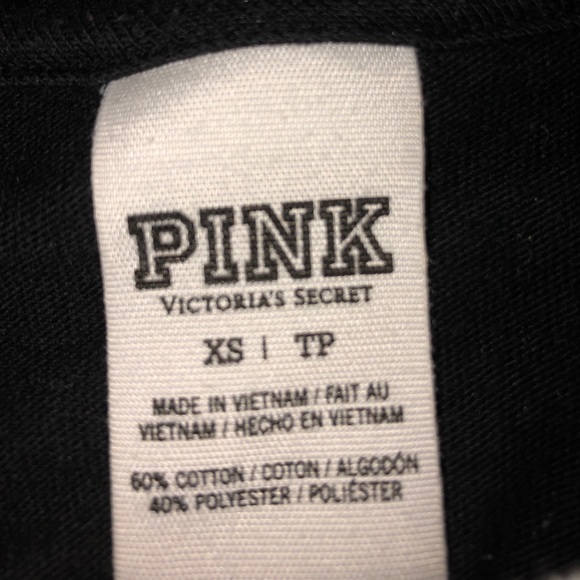 PINK
VICTORIA'S SECRET
XS | TP
MADE IN VIETNAM / FAIT AU
VIETNAM / HECHO EN VIETNAM
60% COTTON / COTON / ALGODÓN
40% POLYESTER / POLIÉSTER